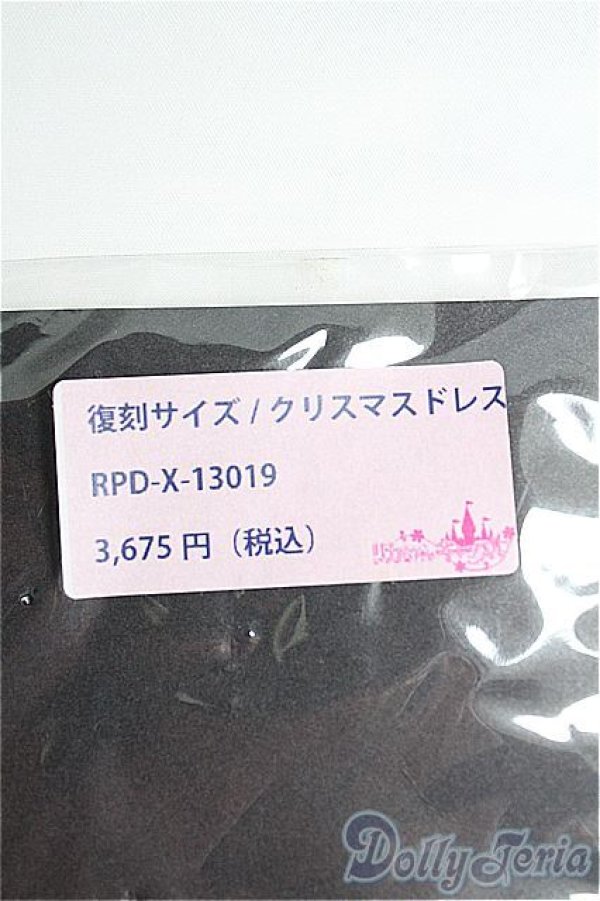 復刻サイズ / クリスマスドレス
RPD-X-13019
3,675 円（税込）
DollyTeria